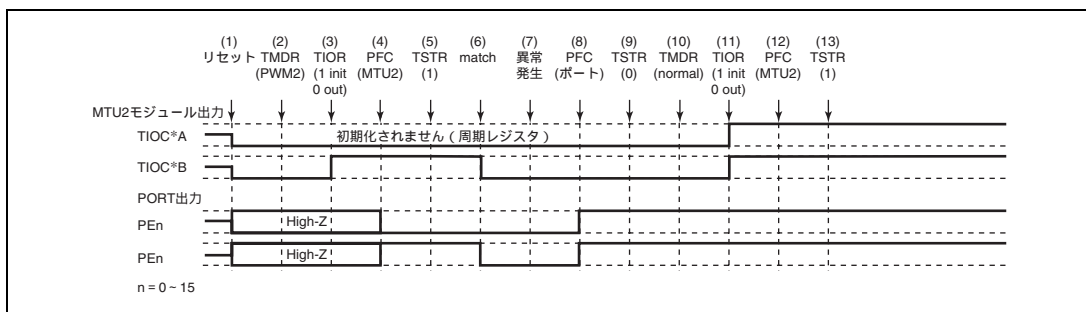 (1) (2) (3) (4) (5) (6) (7) (8) (9) (10) (11) (12) (13)
リセット TMDR TIOR PFC TSTR match 異常 PFC TSTR TMDR TIOR PFC TSTR
(PWM2) (1 init (MTU2) (1) 発生 (ポート) (0) (normal) (1 init (MTU2) (1)
0 out) 0 out)
MTU2モジュール出力
TIOC*A 初期化されません（周期レジスタ）
TIOC*B
PORT出力
PEn High-Z
PEn High-Z
n = 0 ~ 15